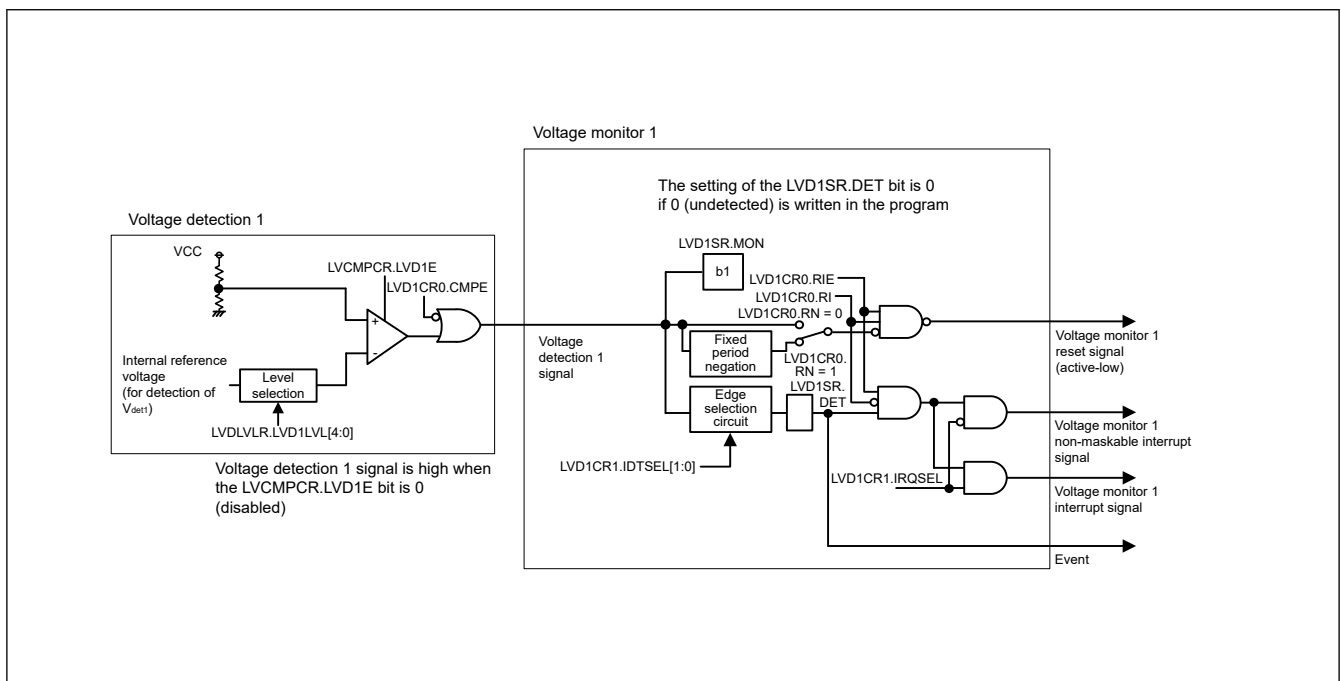 Voltage monitor 1
The setting of the LVD1SR.DET bit is 0
if 0 (undetected) is written in the program
Voltage detection 1
VCC
LVCMPCR.LVD1E
LVD1CR0.CMPE
+
-
Internal reference
voltage
(for detection of
Vdet1)
Level
selection
LVDLVLR.LVD1LVL[4:0]
Voltage detection 1 signal is high when
the LVCMPCR.LVD1E bit is 0
(disabled)
Voltage
detection 1
signal
LVD1SR.MON
b1
LVD1CR0.RIE
LVD1CR0.RI
LVD1CR0.RN = 0
Fixed
period
negation
LVD1CR0.
RN = 1
LVD1SR.
DET
Edge
selection
circuit
LVD1CR1.IDTSEL[1:0]
LVD1CR1.IRQSEL
Voltage monitor 1
reset signal
(active-low)
Voltage monitor 1
non-maskable interrupt
signal
Voltage monitor 1
interrupt signal
Event